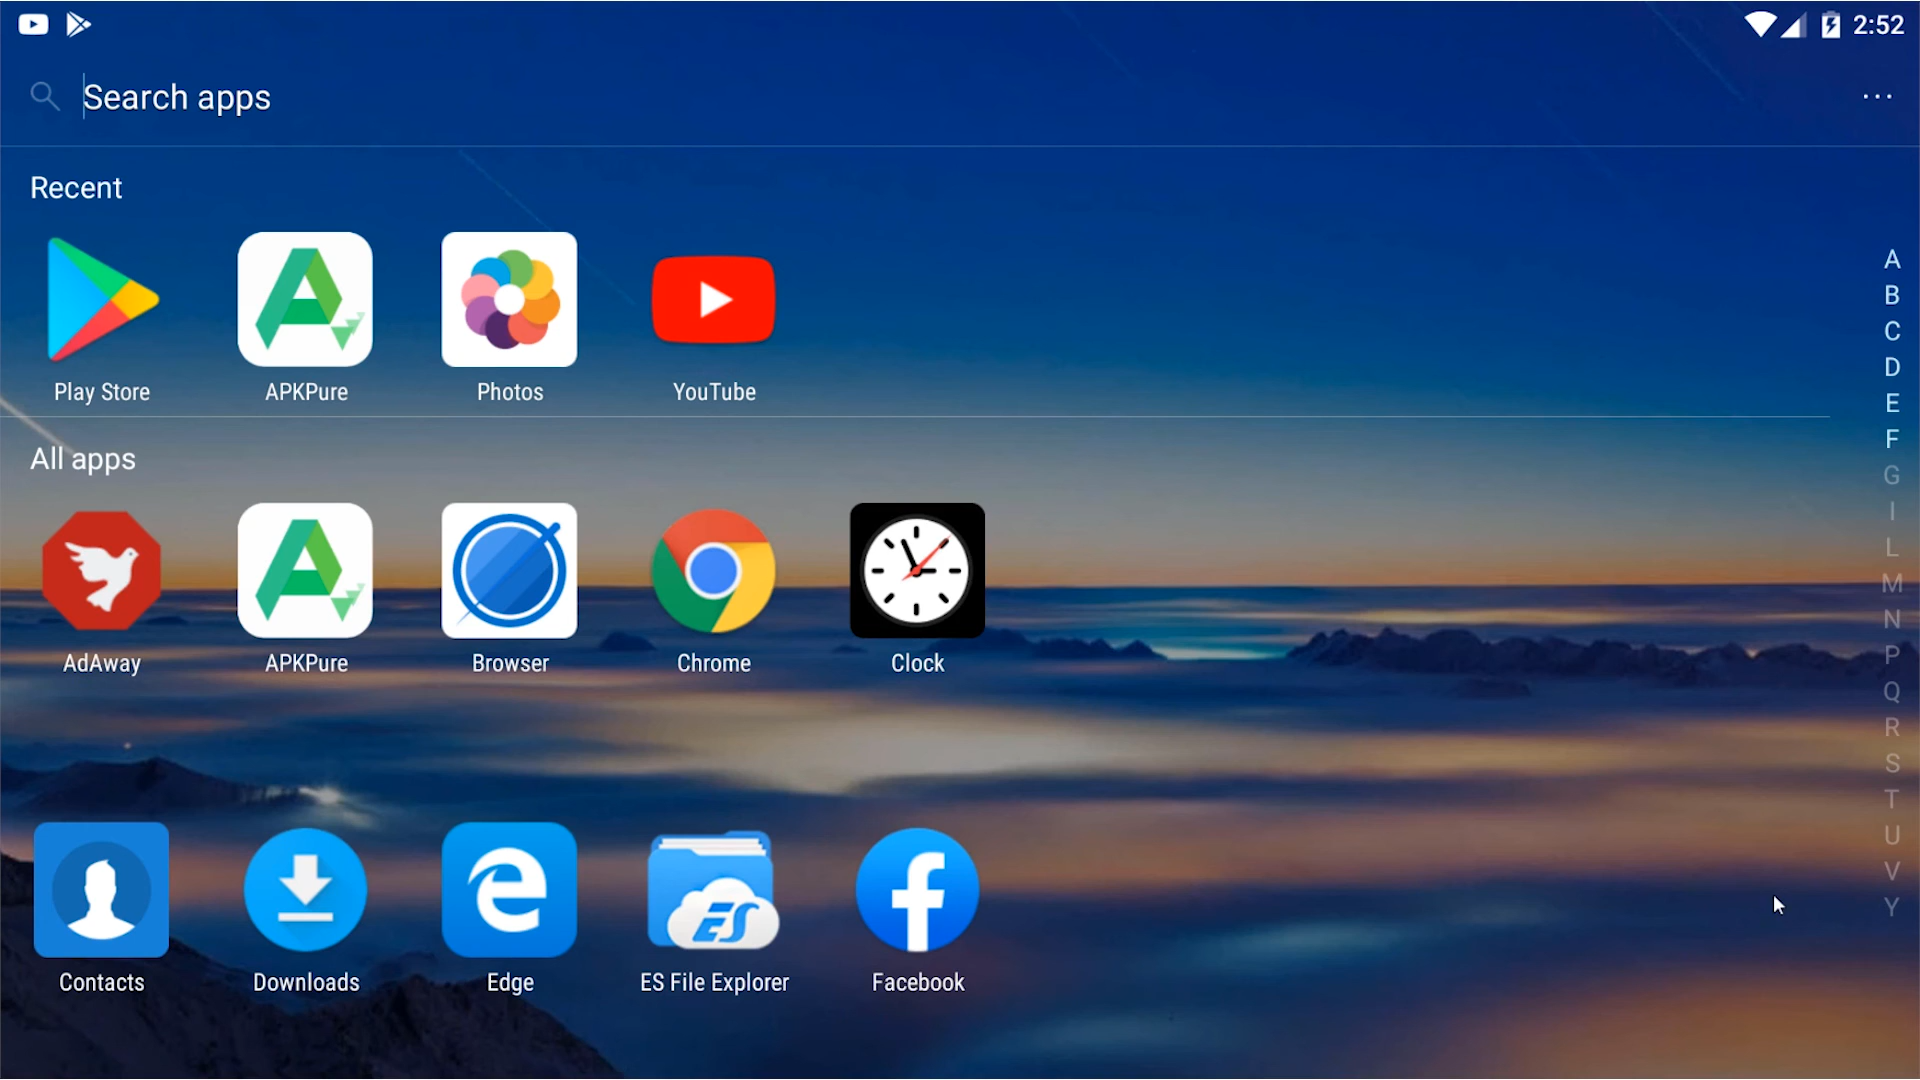 2:52
Search apps
Recent
Play Store
APKPure
Photos
YouTube
All apps
AdAway
APKPure
Browser
Chrome
Clock
Contacts
Downloads
Edge
ES
ES File Explorer
Facebook
A
B
C
D
E
F
G
I
L
M
N
P
Q
R
S
T
U
V
Y